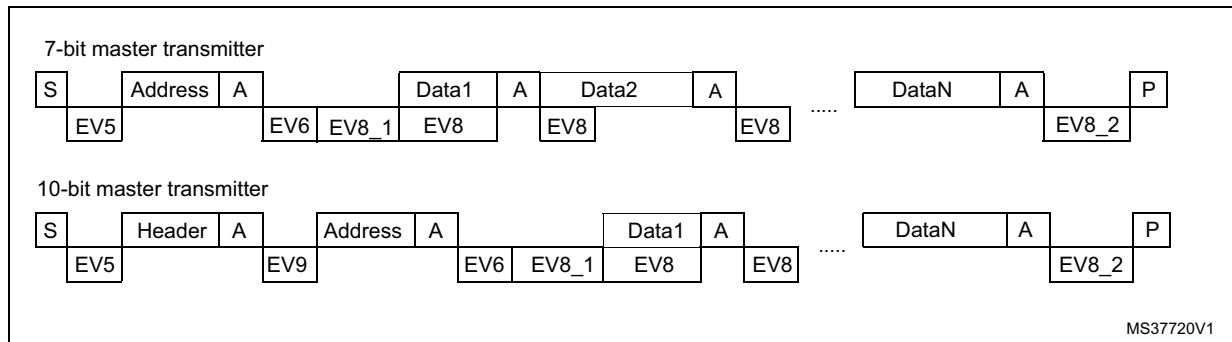 7-bit master transmitter
S Address A Data1 A Data2 A ..... DataN A P
EV5 EV6 EV8_1 EV8 EV8 EV8 EV8_2
10-bit master transmitter
S Header A Address A Data1 A ..... DataN A P
EV5 EV9 EV6 EV8_1 EV8 EV8 EV8_2
MS37720V1